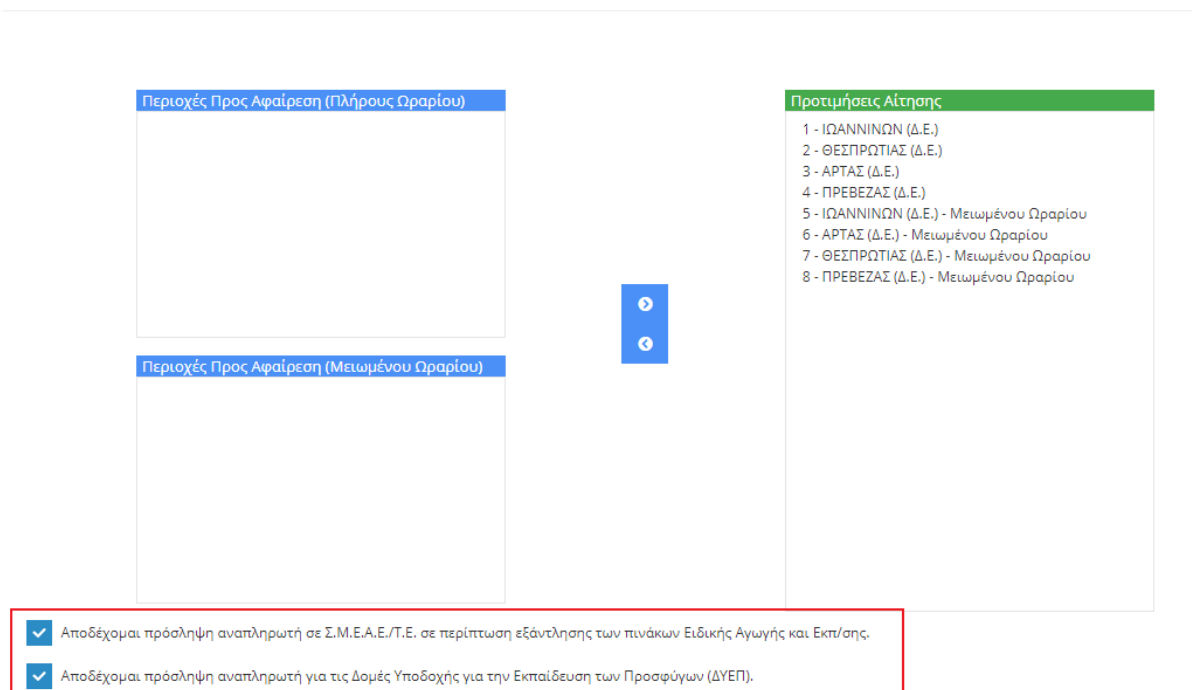 Περιοχές Προς Αφαίρεση (Πλήρους Ωραρίου)
Περιοχές Προς Αφαίρεση (Μειωμένου Ωραρίου)
Προτιμήσεις Αίτησης
1 - ΙΩΑΝΝΙΝΩΝ (Δ.Ε.)
2 - ΘΕΣΠΡΩΤΙΑΣ (Δ.Ε.)
3 - ΑΡΤΑΣ (Δ.Ε.)
4 - ΠΡΕΒΕΖΑΣ (Δ.Ε.)
5 - ΙΩΑΝΝΙΝΩΝ (Δ.Ε.) - Μειωμένου Ωραρίου
6 - ΑΡΤΑΣ (Δ.Ε.) - Μειωμένου Ωραρίου
7 - ΘΕΣΠΡΩΤΙΑΣ (Δ.Ε.) - Μειωμένου Ωραρίου
8 - ΠΡΕΒΕΖΑΣ (Δ.Ε.) - Μειωμένου Ωραρίου
Αποδέχομαι πρόσληψη αναπληρωτή σε Σ.Μ.Ε.Α.Ε./Τ.Ε. σε περίπτωση εξάντλησης των πινάκων Ειδικής Αγωγής και Εκπ/σης.
Αποδέχομαι πρόσληψη αναπληρωτή για τις Δομές Υποδοχής για την Εκπαίδευση των Προσφύγων (ΔΥΕΠ).